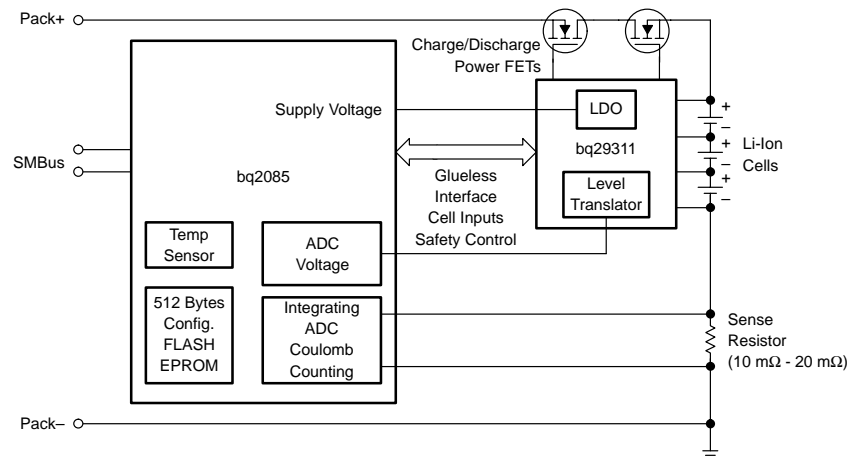 Pack+
Charge/Discharge
Power FETs
Supply Voltage
LDO
bq29311
+
−
+
−
+
−
Li-Ion
Cells
SMBus
bq2085
Glueless
Interface
Cell Inputs
Safety Control
Level
Translator
Temp
Sensor
ADC
Voltage
512 Bytes
Config.
FLASH
EPROM
Integrating
ADC
Coulomb
Counting
Sense
Resistor
(10 mΩ - 20 mΩ)
Pack–